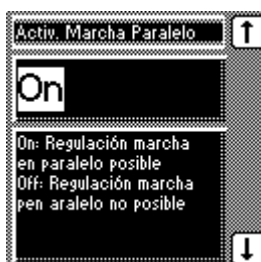 Activ. Marcha Paralelo
On
On: Regulación marcha
en paralelo posible
Off: Regulación marcha
pen aralelo no posible